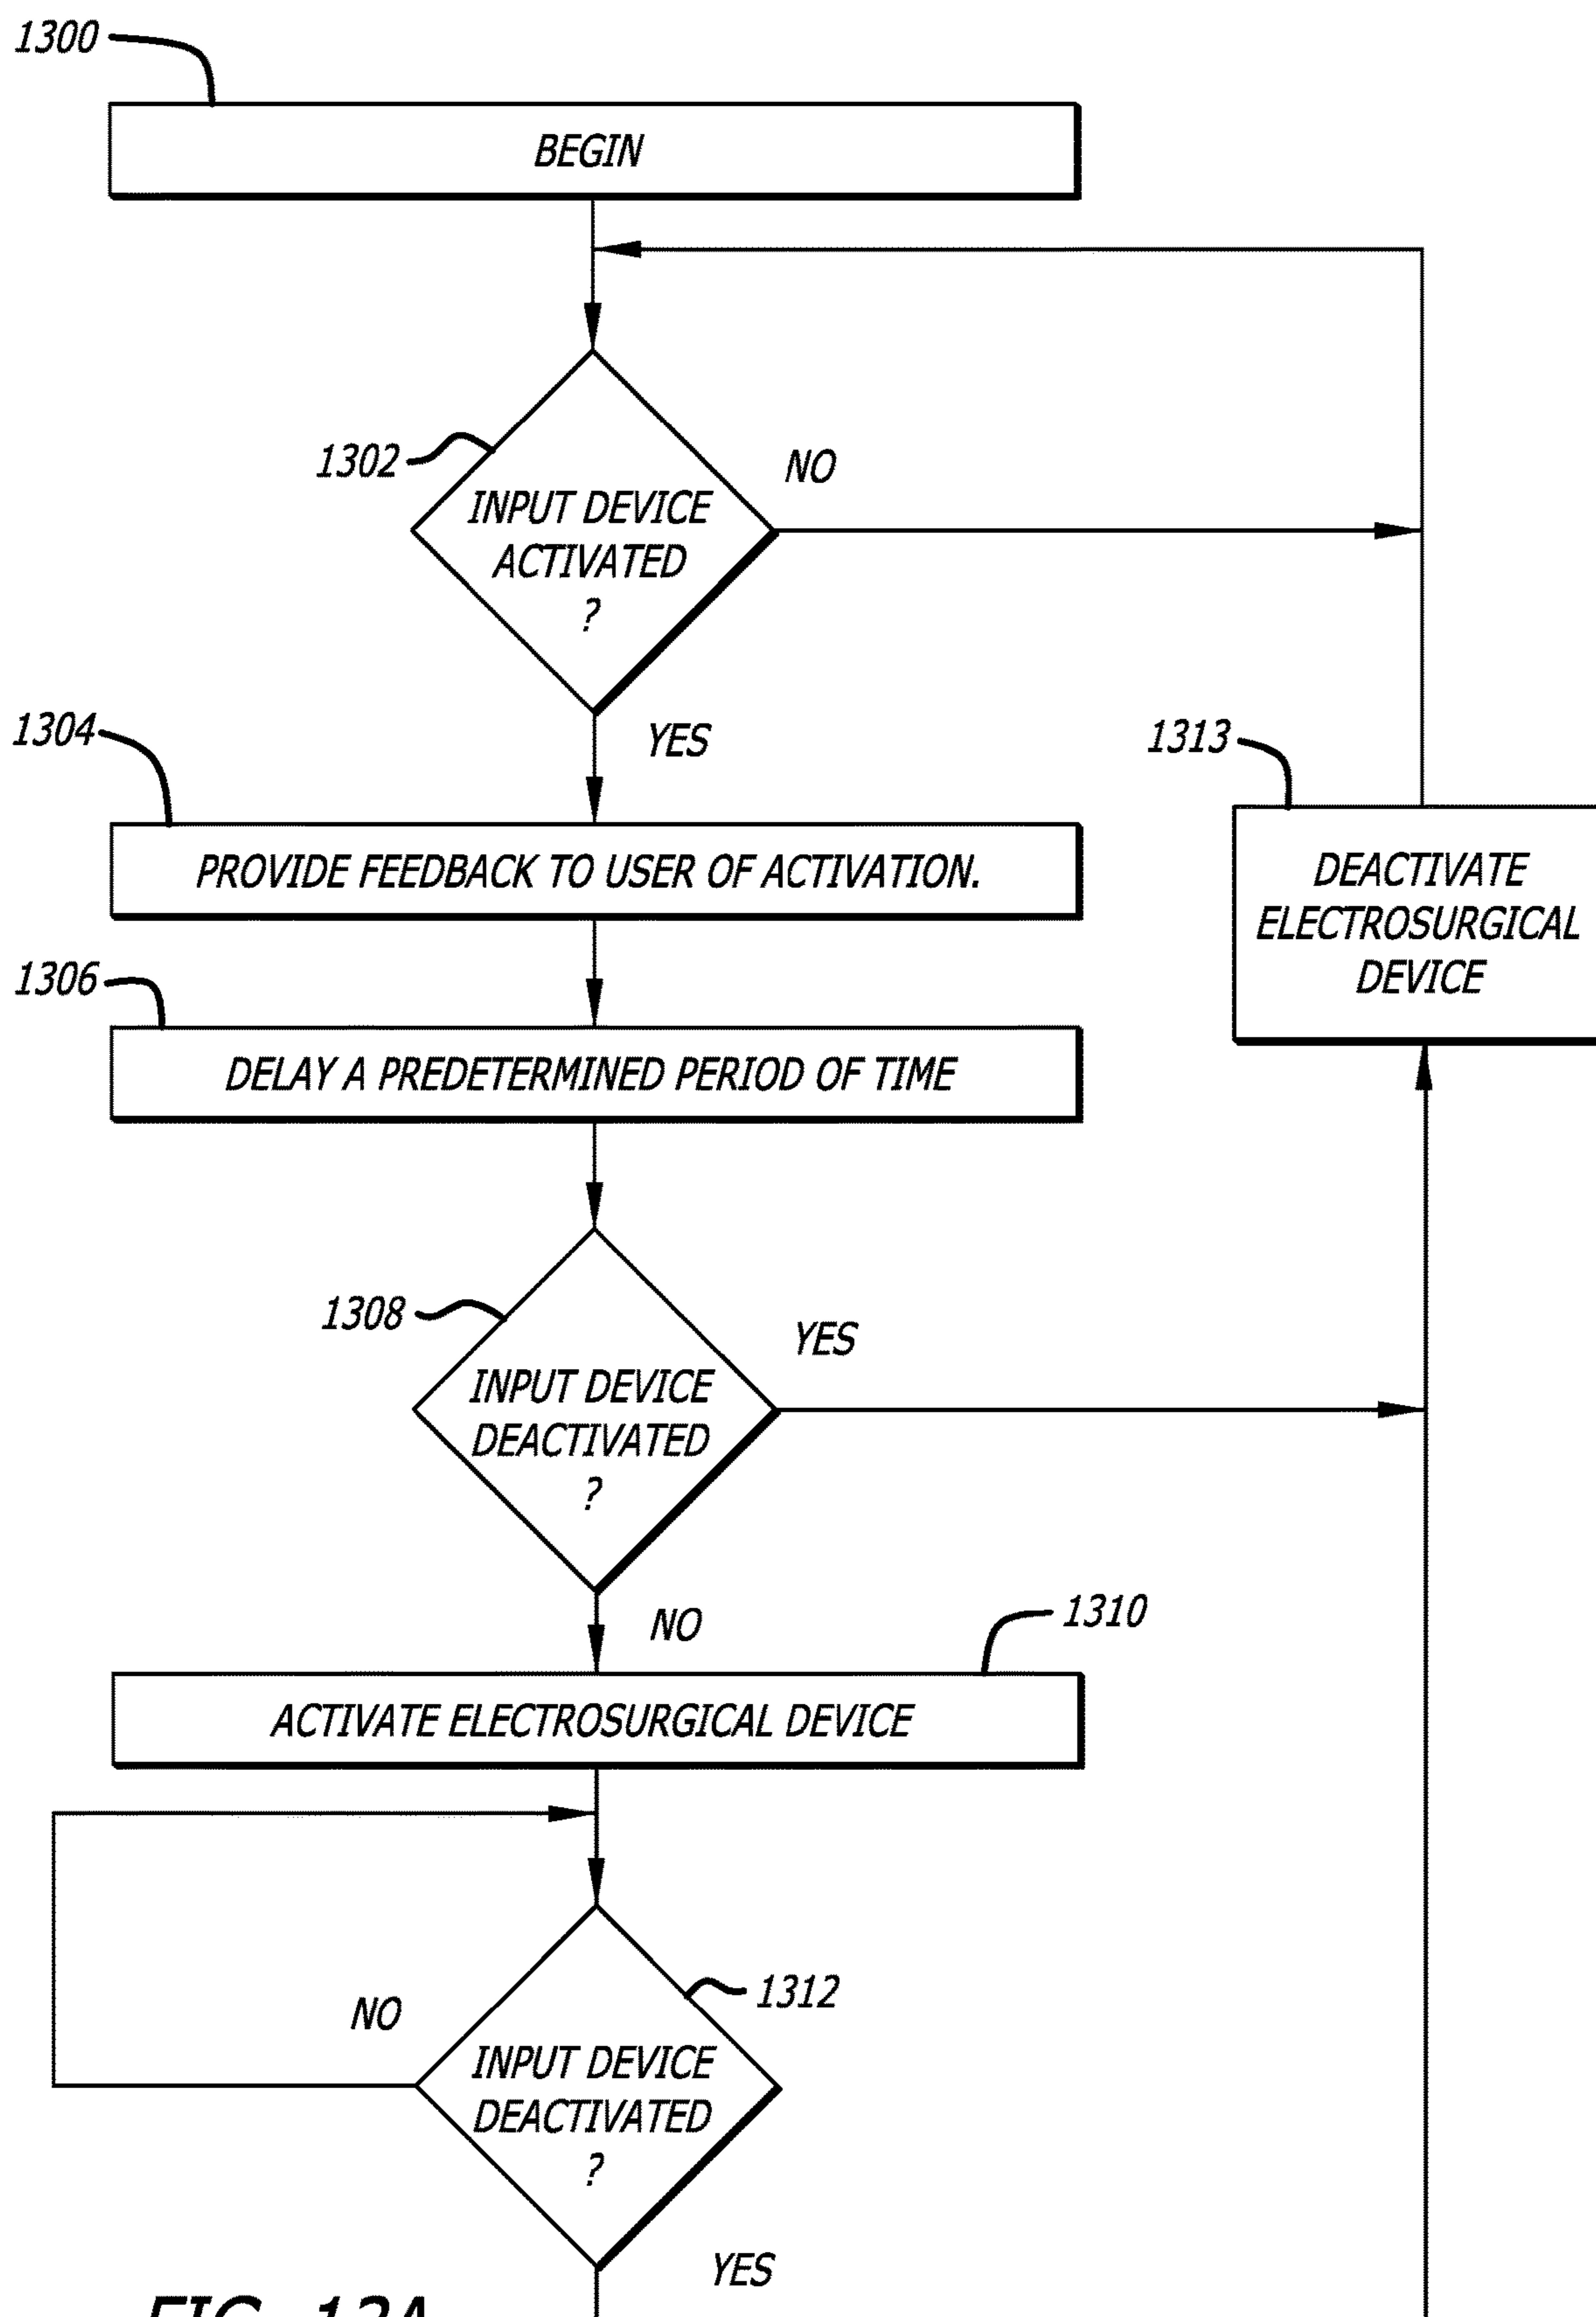 1300
BEGIN
1302
INPUT DEVICE
ACTIVATED
?
NO
YES
1304
PROVIDE FEEDBACK TO USER OF ACTIVATION.
1313
DEACTIVATE
ELECTROSURGICAL
DEVICE
1306
DELAY A PREDETERMINED PERIOD OF TIME
1308
INPUT DEVICE
DEACTIVATED
?
YES
NO
1310
ACTIVATE ELECTROSURGICAL DEVICE
1312
INPUT DEVICE
DEACTIVATED
?
NO
YES